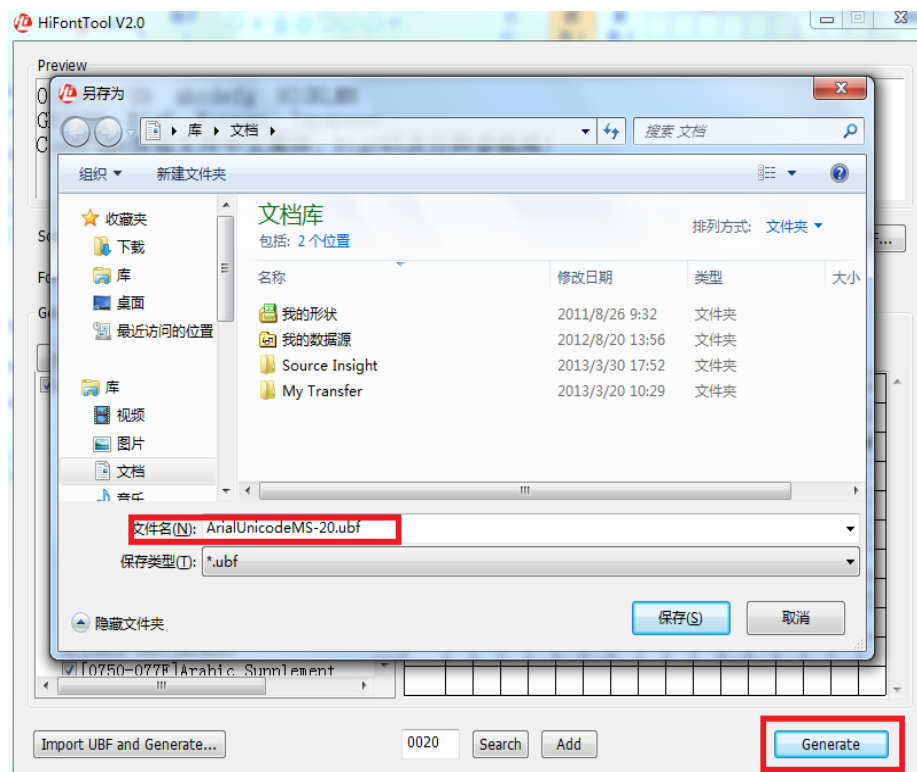 HiFontTool V2.0
Preview
另存为
库 文档
搜索 文档
组织 新建文件夹
收藏夹
下载
库
桌面
最近访问的位置
库
视频
图片
文档
音乐
文档库
包括: 2 个位置
排列方式: 文件夹
名称 修改日期 类型 大小
我的形状 2011/8/26 9:32 文件夹
我的数据源 2012/8/20 13:56 文件夹
Source Insight 2013/3/30 17:52 文件夹
My Transfer 2013/3/20 10:29 文件夹
文件名(N): ArialUnicodeMS-20.ubf
保存类型(T): *.ubf
隐藏文件夹
保存(S) 取消
[0750-077F]Arabic Supplement
Import UBF and Generate... 0020 Search Add Generate